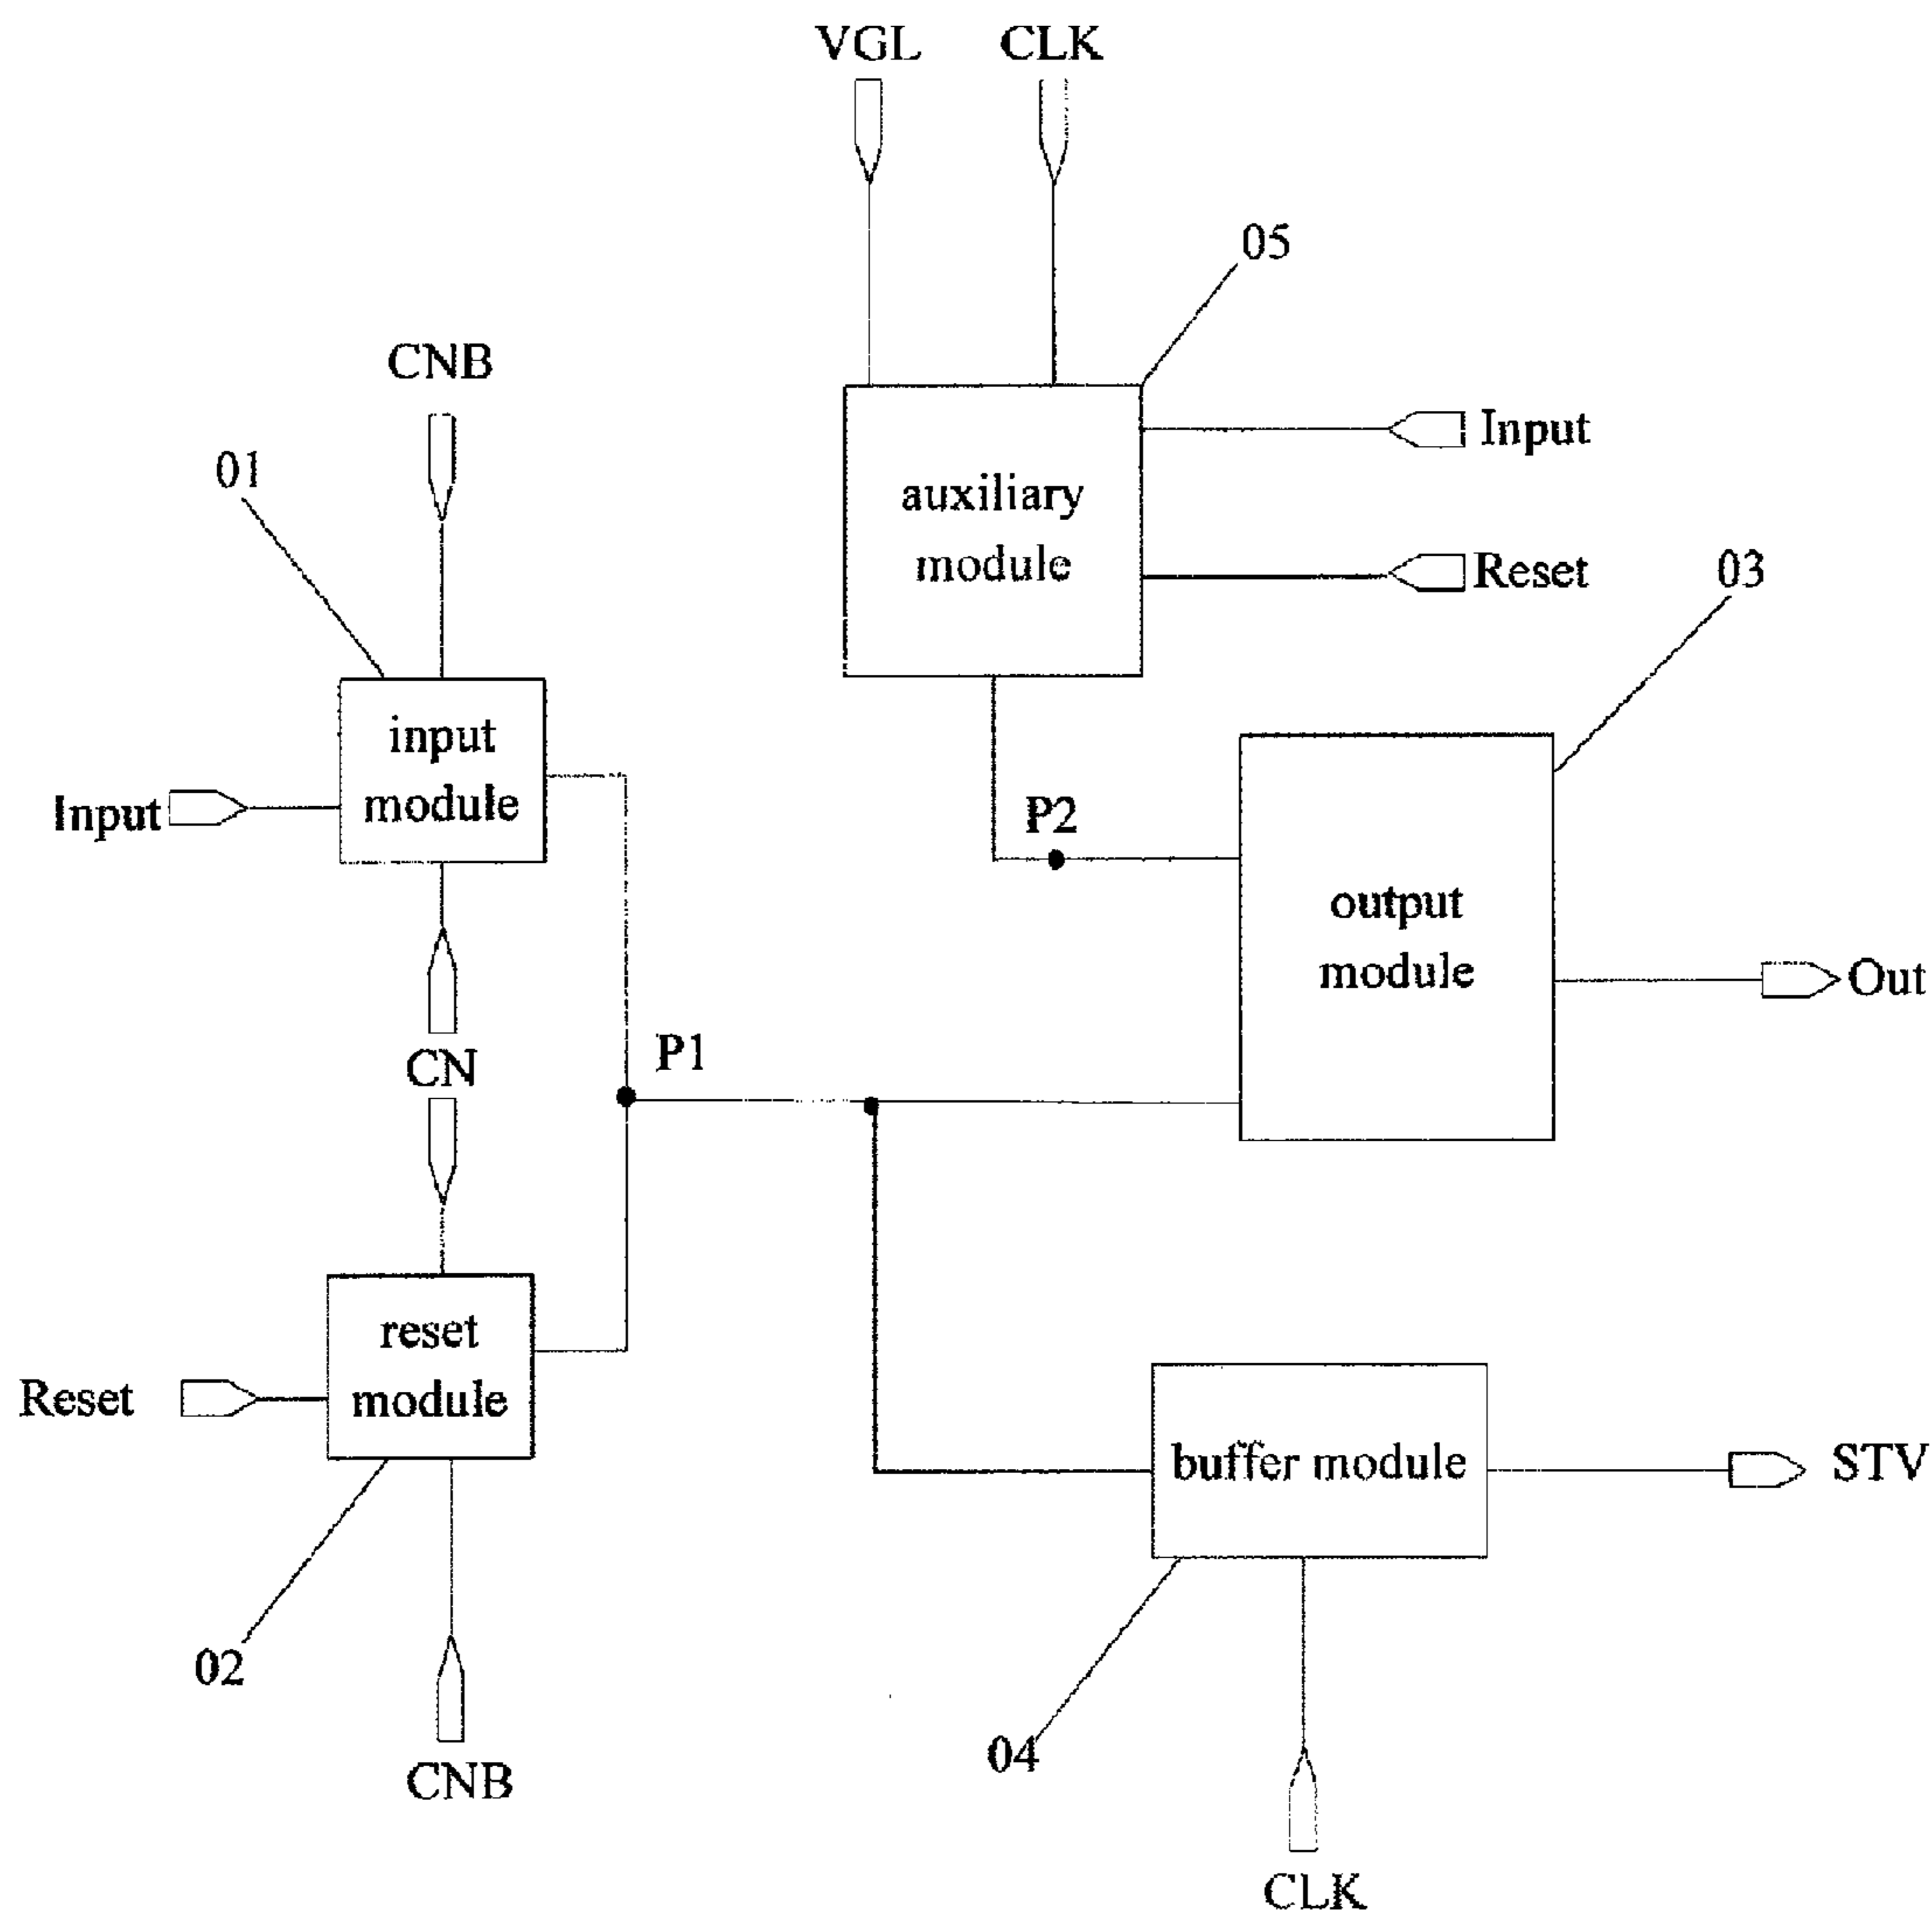 VGL
CLK
05
CNB
01
Input
auxiliary
module
Reset
03
input
module
Input
P2
output
module
Out
CN
P1
reset
module
Reset
buffer module
STV
02
04
CNB
CLK